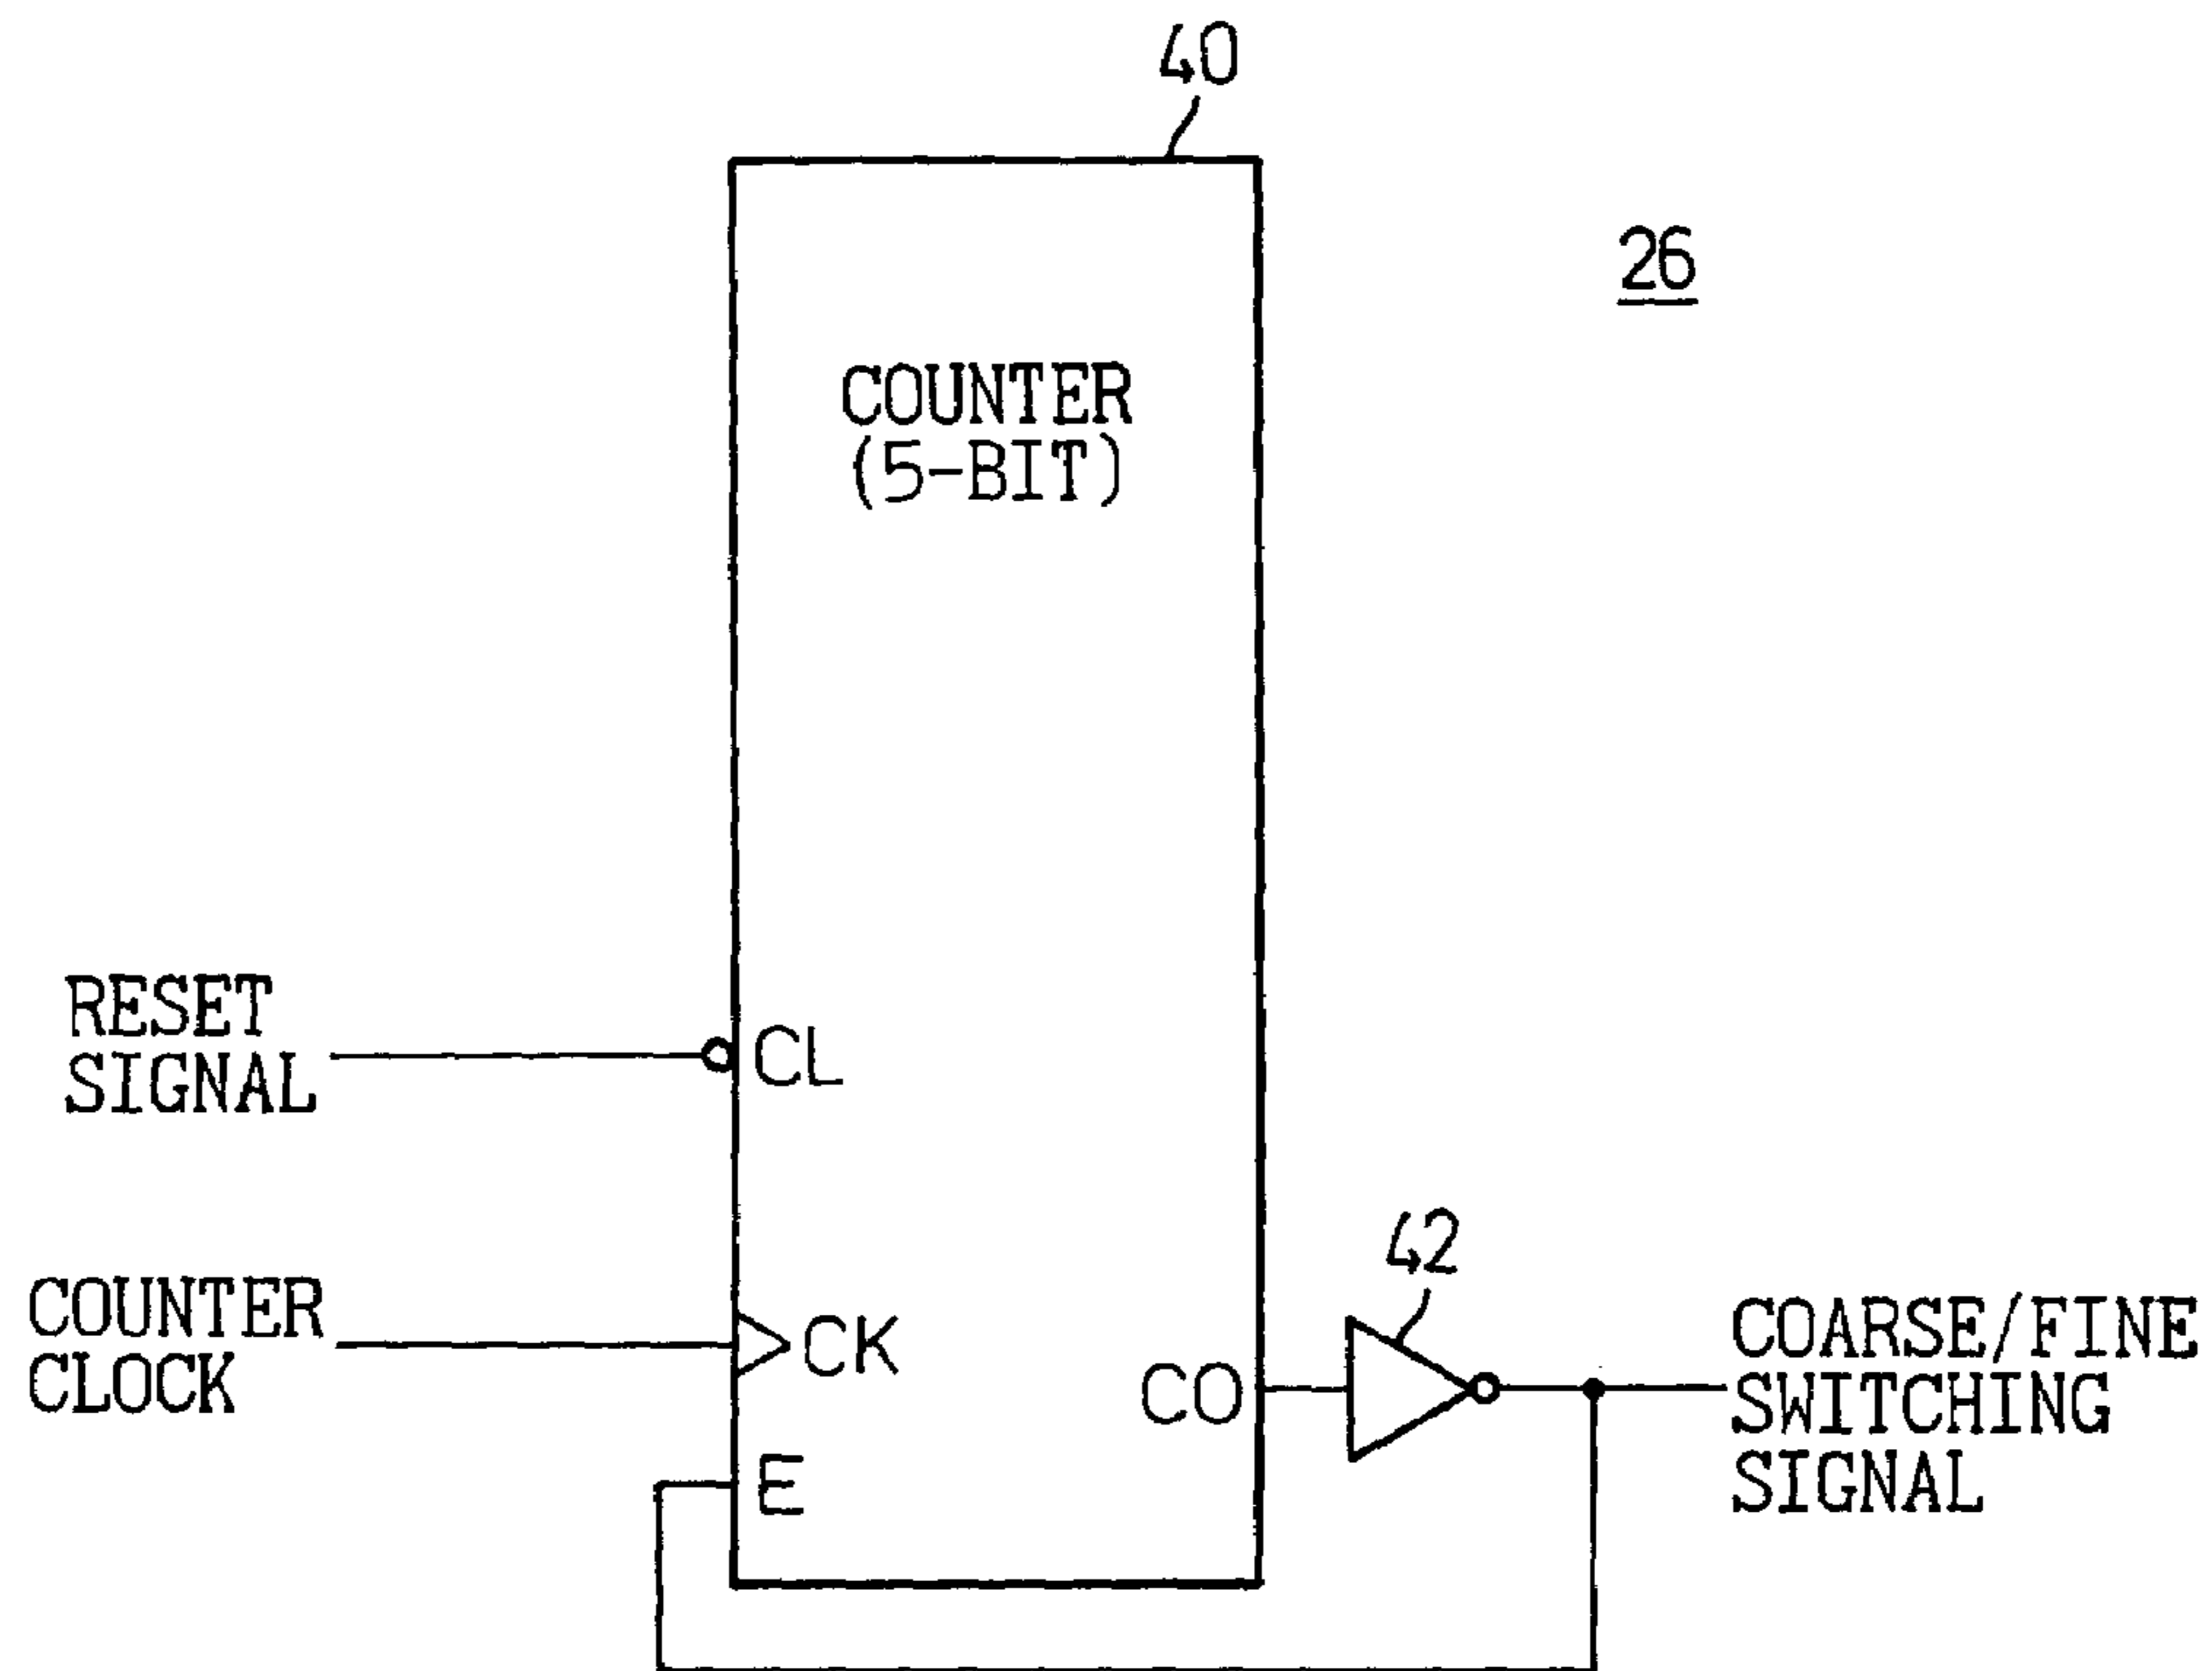 40
26
COUNTER
(5-BIT)
RESET
SIGNAL
CL
COUNTER
CLOCK
CK
E
CO
42
COARSE/FINE
SWITCHING
SIGNAL